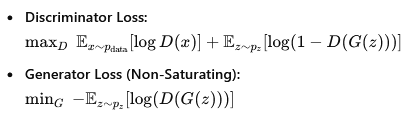 • Discriminator Loss:
max_D 𝔼_{x∼p_data}[log D(x)] + 𝔼_{z∼p_z}[log(1 − D(G(z)))]
• Generator Loss (Non-Saturating):
min_G −𝔼_{z∼p_z}[log(D(G(z)))]